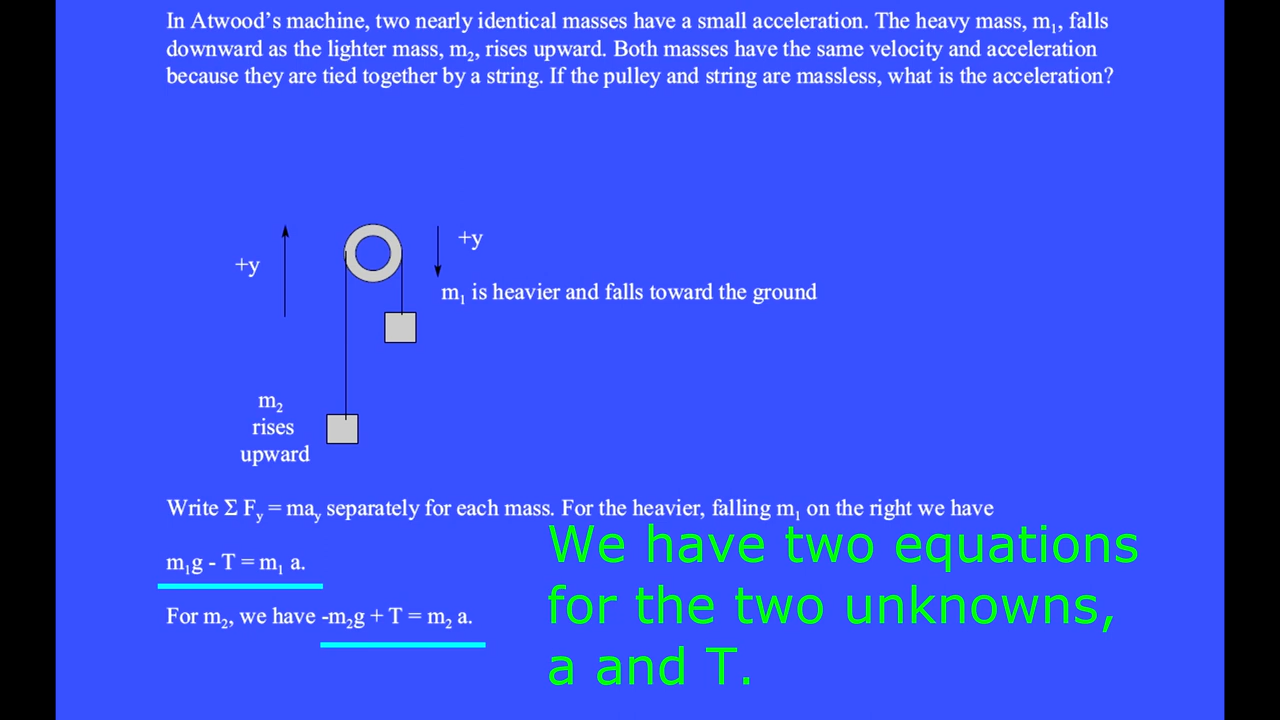 In Atwood’s machine, two nearly identical masses have a small acceleration. The heavy mass, m₁, falls
downward as the lighter mass, m₂, rises upward. Both masses have the same velocity and acceleration
because they are tied together by a string. If the pulley and string are massless, what is the acceleration?
+y
+y
m₁ is heavier and falls toward the ground
m₂
rises
upward
Write Σ Fᵧ = maᵧ separately for each mass. For the heavier, falling m₁ on the right we have
m₁g - T = m₁ a.
For m₂, we have -m₂g + T = m₂ a.
We have two equations
for the two unknowns,
a and T.